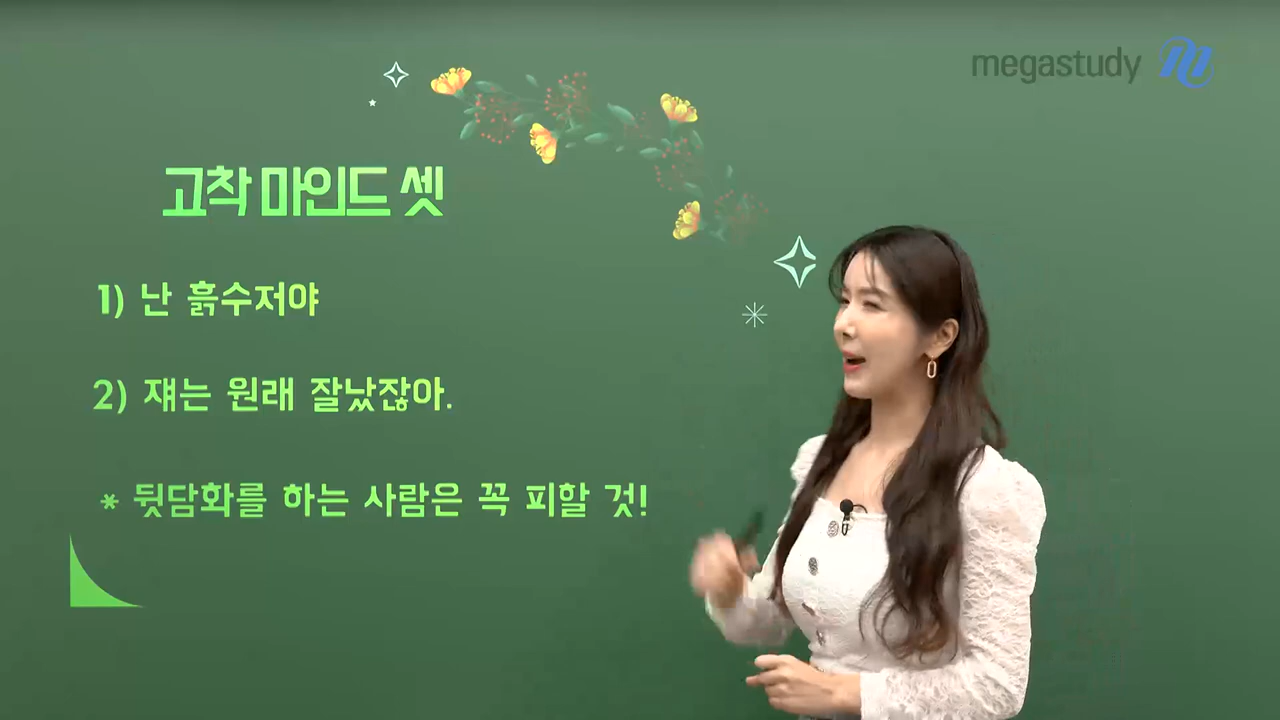 megastudy
고착 마인드 셋
1) 난 흙수저야
2) 쟤는 원래 잘났잖아.
* 뒷담화를 하는 사람은 꼭 피할 것!